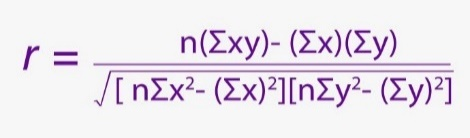 r = n(Σxy)- (Σx)(Σy) / √[ nΣx²- (Σx)²][nΣy²- (Σy)²]